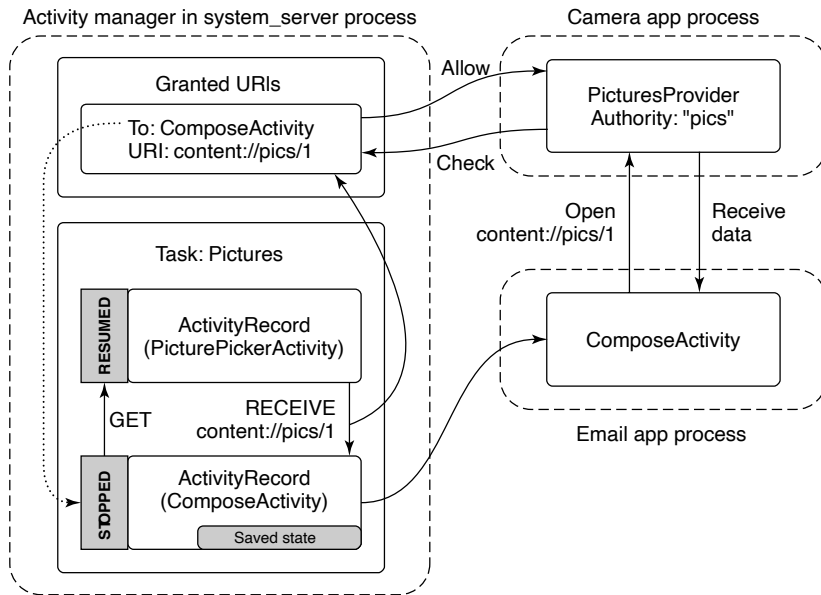 Activity manager in system_server process
Camera app process
Granted URIs
To: ComposeActivity
URI: content://pics/1
Allow
Check
PicturesProvider
Authority: "pics"
Open
content://pics/1
Receive
data
Task: Pictures
RESUMED
ActivityRecord
(PicturePickerActivity)
GET
RECEIVE
content://pics/1
STOPPED
ActivityRecord
(ComposeActivity)
Saved state
ComposeActivity
Email app process